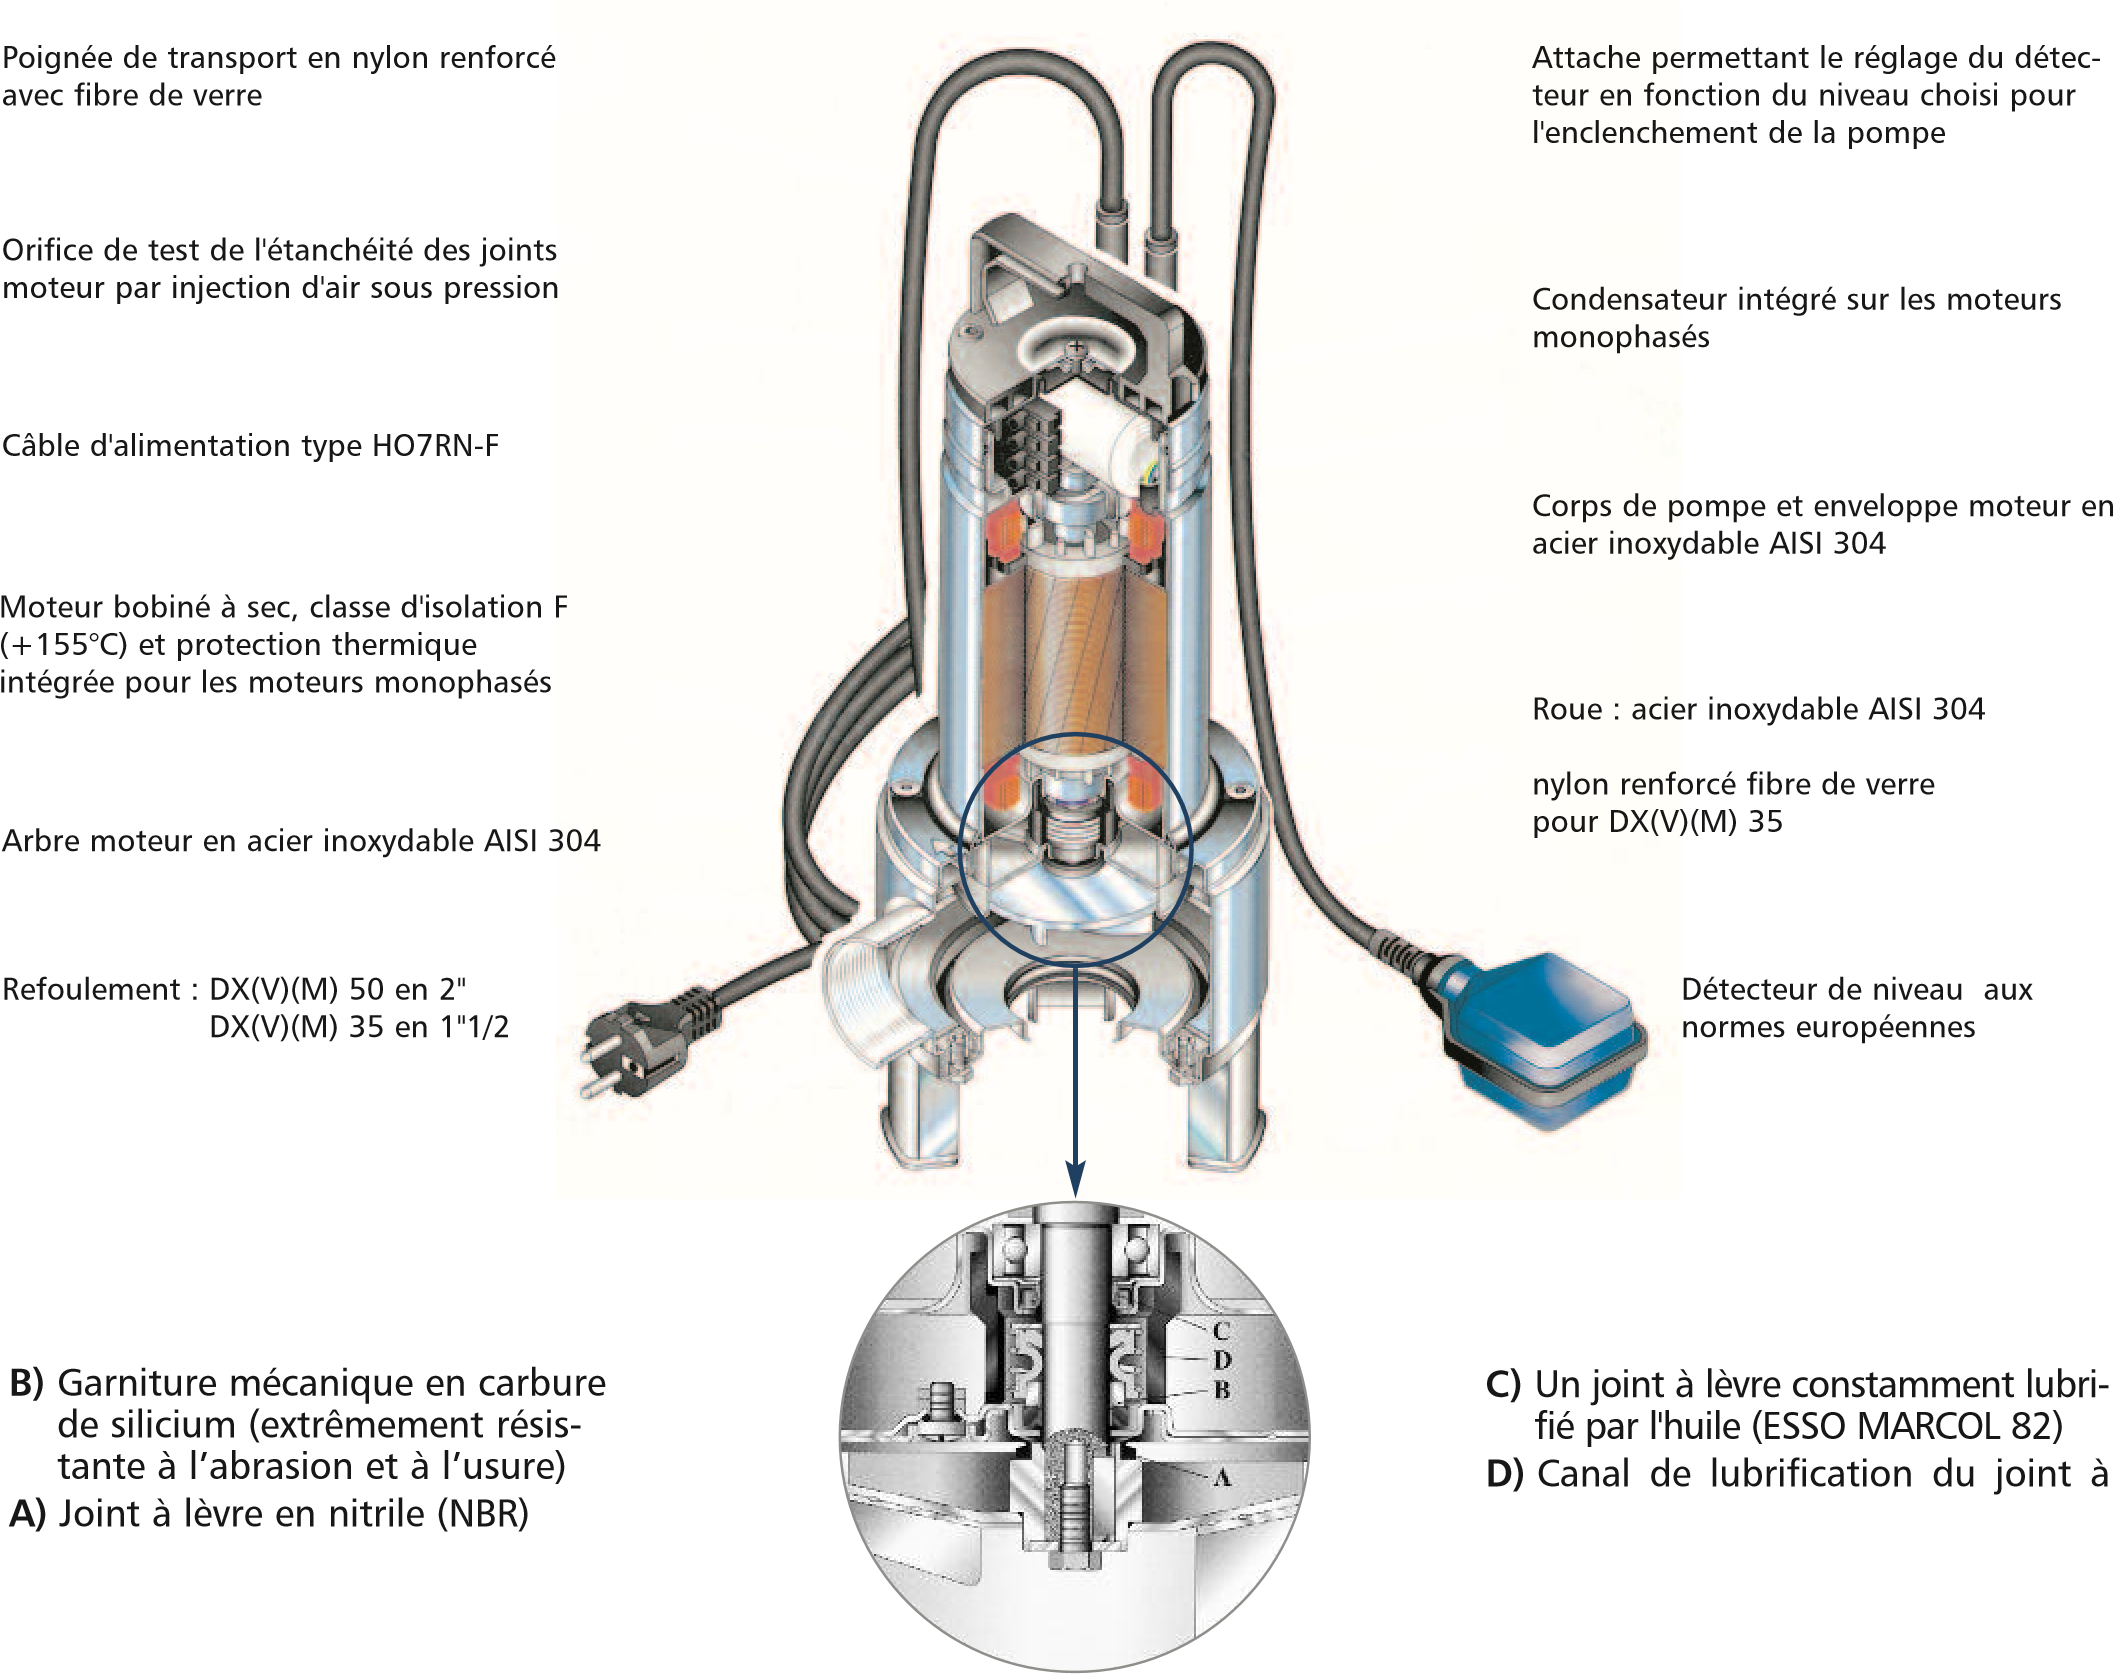 Poignée de transport en nylon renforcé
avec fibre de verre
Orifice de test de l'étanchéité des joints
moteur par injection d'air sous pression
Câble d'alimentation type HO7RN-F
Moteur bobiné à sec, classe d'isolation F
(+155°C) et protection thermique
intégrée pour les moteurs monophasés
Arbre moteur en acier inoxydable AISI 304
Refoulement : DX(V)(M) 50 en 2"
DX(V)(M) 35 en 1"1/2
Attache permettant le réglage du détec-
teur en fonction du niveau choisi pour
l'enclenchement de la pompe
Condensateur intégré sur les moteurs
monophasés
Corps de pompe et enveloppe moteur en
acier inoxydable AISI 304
Roue : acier inoxydable AISI 304
nylon renforcé fibre de verre
pour DX(V)(M) 35
Détecteur de niveau aux
normes européennes
B) Garniture mécanique en carbure
de silicium (extrêmement résis-
tante à l’abrasion et à l’usure)
A) Joint à lèvre en nitrile (NBR)
C
D
B
A
C) Un joint à lèvre constamment lubri-
fié par l'huile (ESSO MARCOL 82)
D) Canal de lubrification du joint à